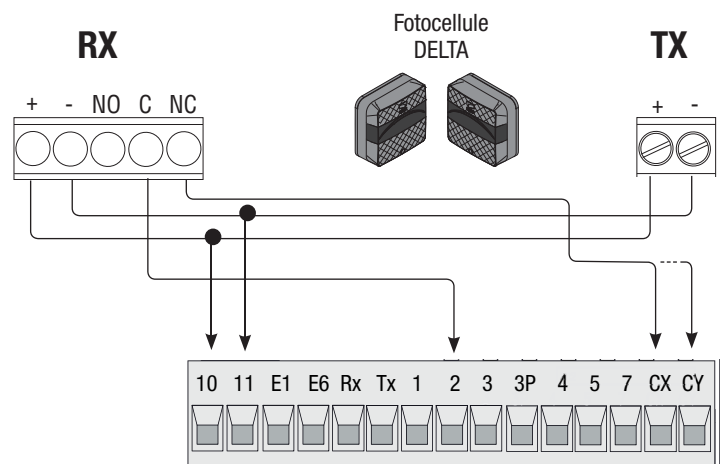 Fotocellule
DELTA
RX
TX
+ - NO C NC
+ -
10 11 E1 E6 Rx Tx 1 2 3 3P 4 5 7 CX CY